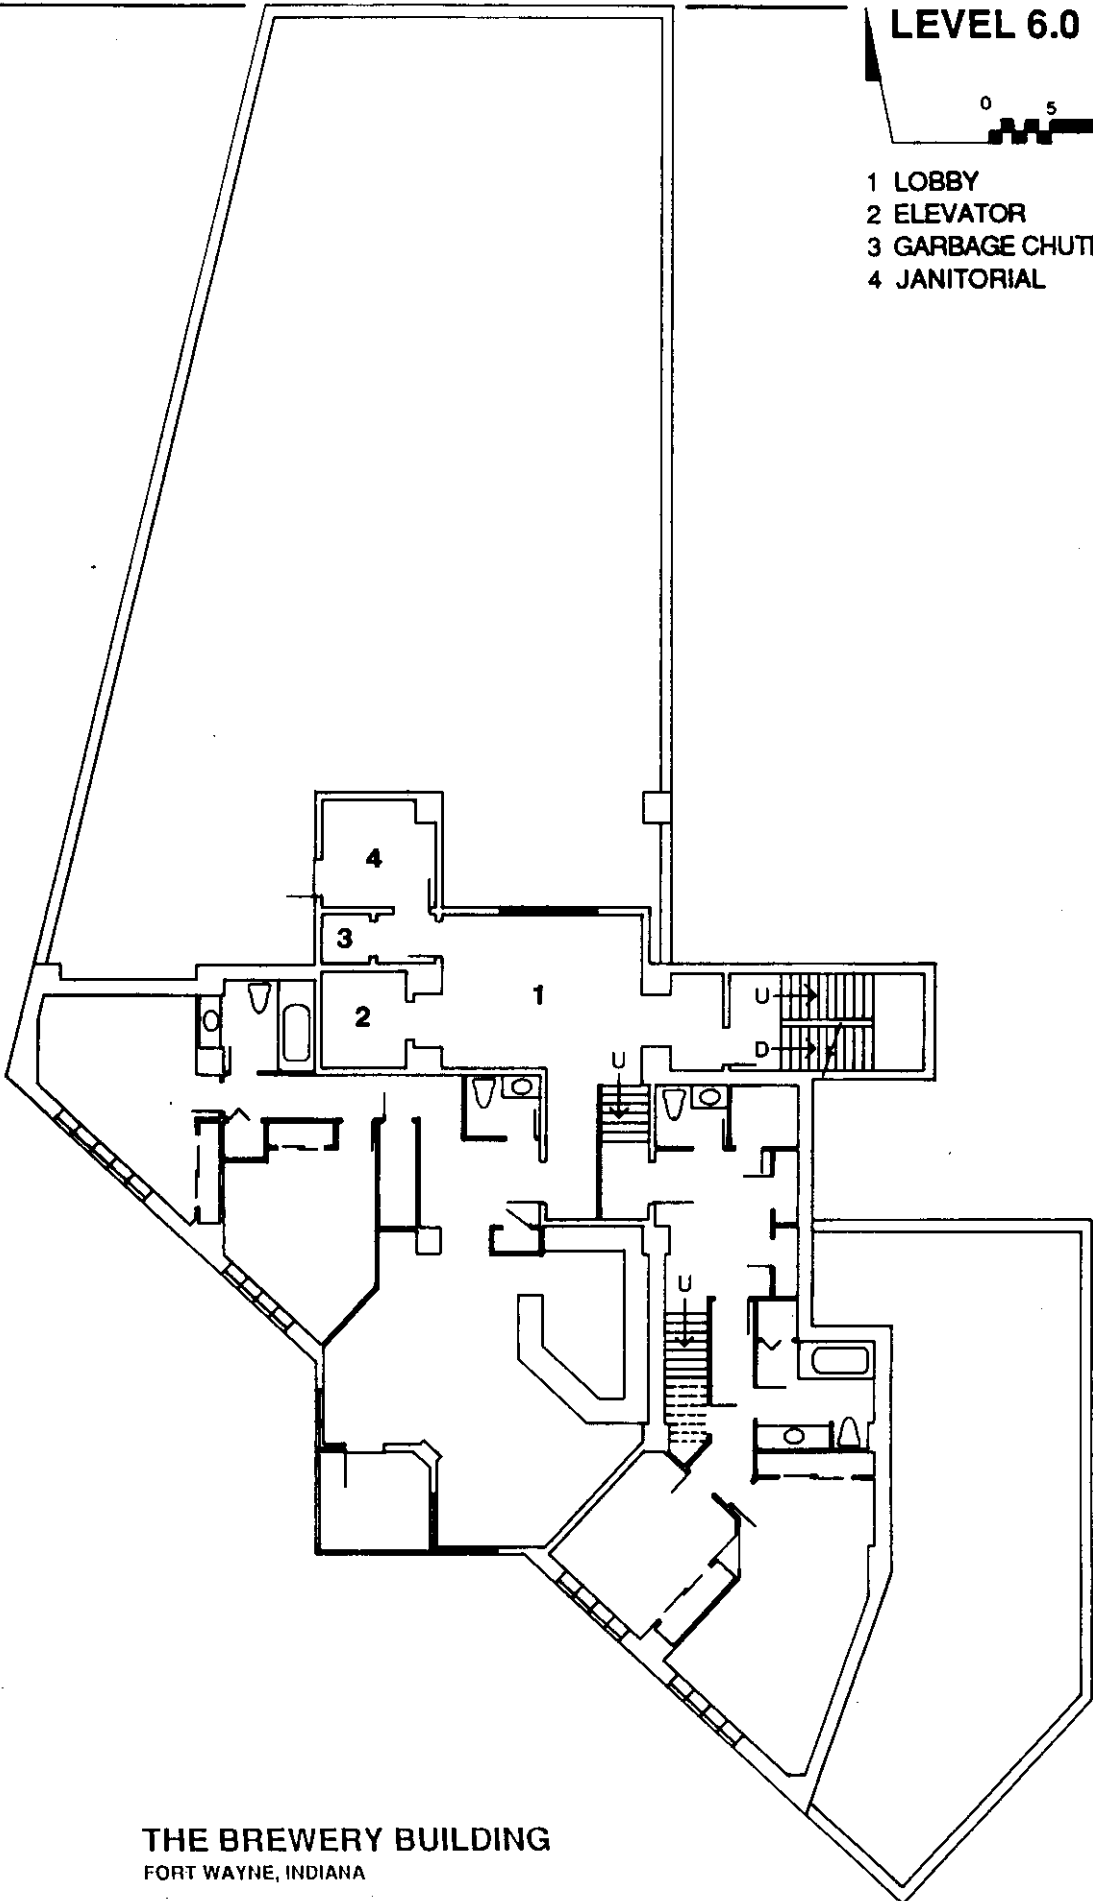 LEVEL 6.0
0 5
1 LOBBY
2 ELEVATOR
3 GARBAGE CHUTE
4 JANITORIAL
4
3
1
2
U
D
U
U
THE BREWERY BUILDING
FORT WAYNE, INDIANA